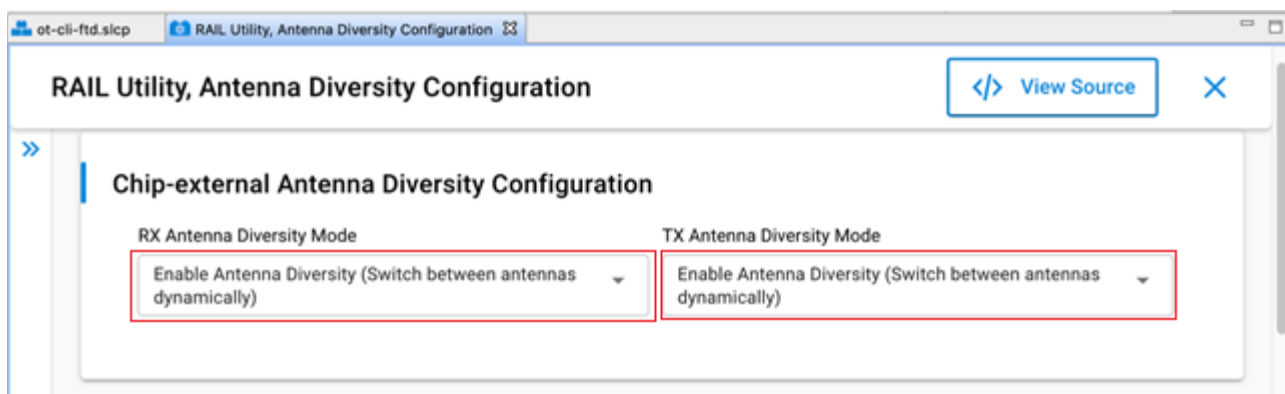 ot-cli-ftd.slcp
RAIL Utility, Antenna Diversity Configuration
RAIL Utility, Antenna Diversity Configuration
</> View Source
Chip-external Antenna Diversity Configuration
RX Antenna Diversity Mode
Enable Antenna Diversity (Switch between antennas
dynamically)
TX Antenna Diversity Mode
Enable Antenna Diversity (Switch between antennas
dynamically)